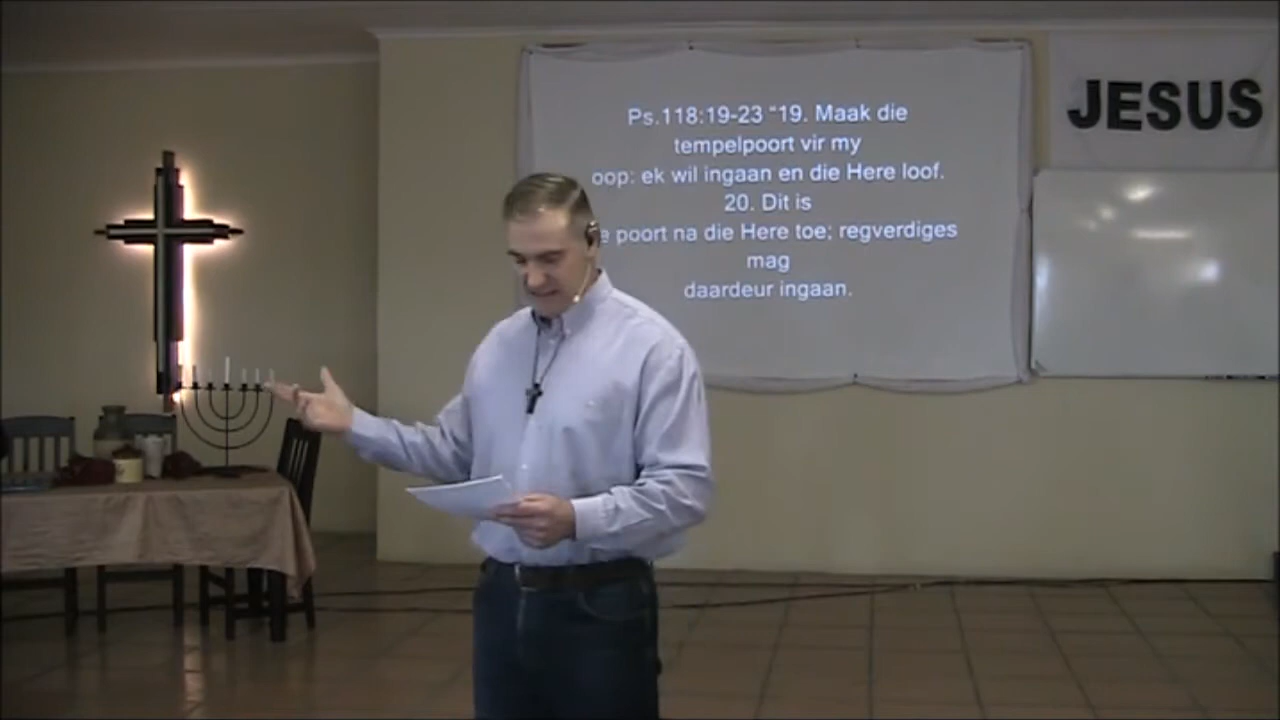 Ps.118:19-23 "19. Maak die
tempelpoort vir my
oop: ek wil ingaan en die Here loof.
20. Dit is
poort na die Here toe; regverdiges
mag
daardeur ingaan.
JESUS